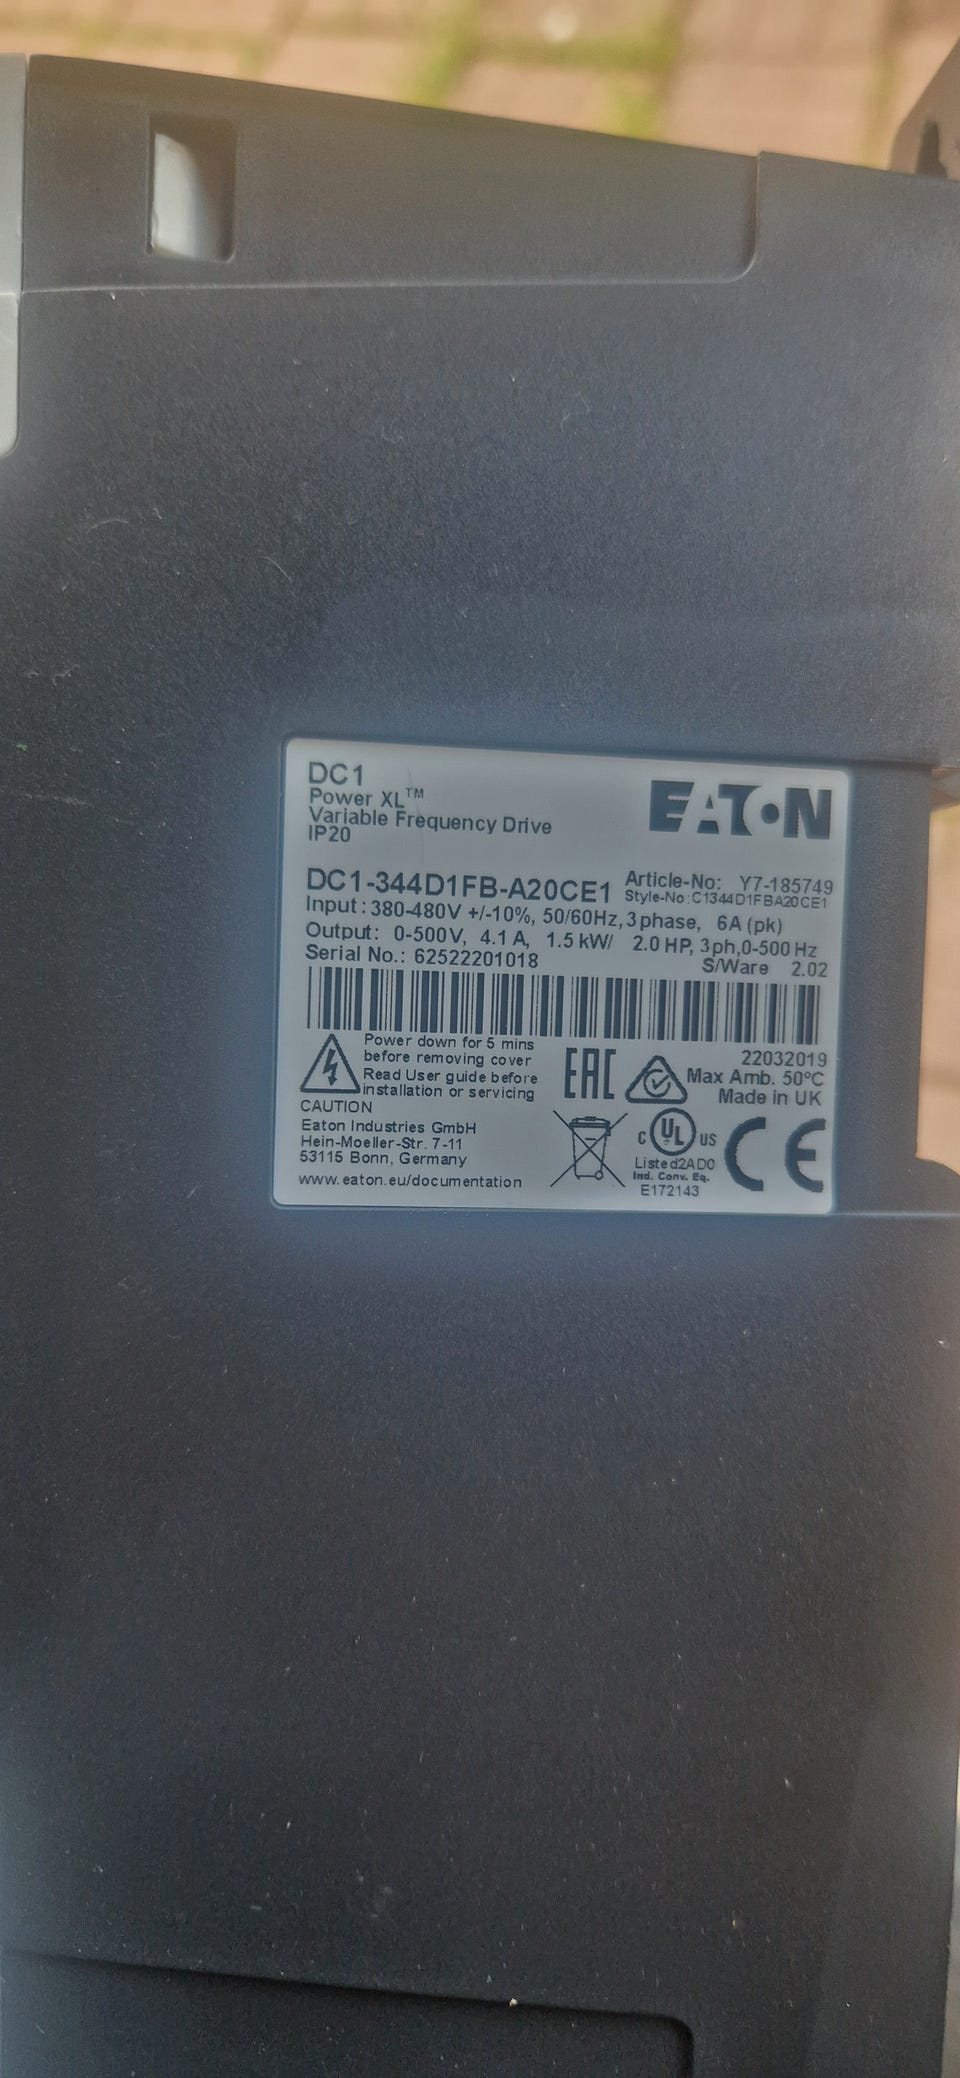 DC1
Power XL™
Variable Frequency Drive
IP20
EATON
DC1-344D1FB-A20CE1
Article-No: Y7-185749
Style-No:C1344D1FBA20CE1
Input: 380-480V +/-10%, 50/60Hz, 3 phase, 6A (pk)
Output: 0-500V, 4.1 A, 1.5 kW/ 2.0 HP, 3ph,0-500 Hz
Serial No.: 62522201018
S/Ware 2.02
Power down for 5 mins
before removing cover
Read User guide before
installation or servicing
CAUTION
Eaton Industries GmbH
Hein-Moeller-Str. 7-11
53115 Bonn, Germany
www.eaton.eu/documentation
EAC
22032019
Max Amb. 50°C
Made in UK
C UL US
Listed2AD0
Ind. Conv. Eq.
E172143
CE